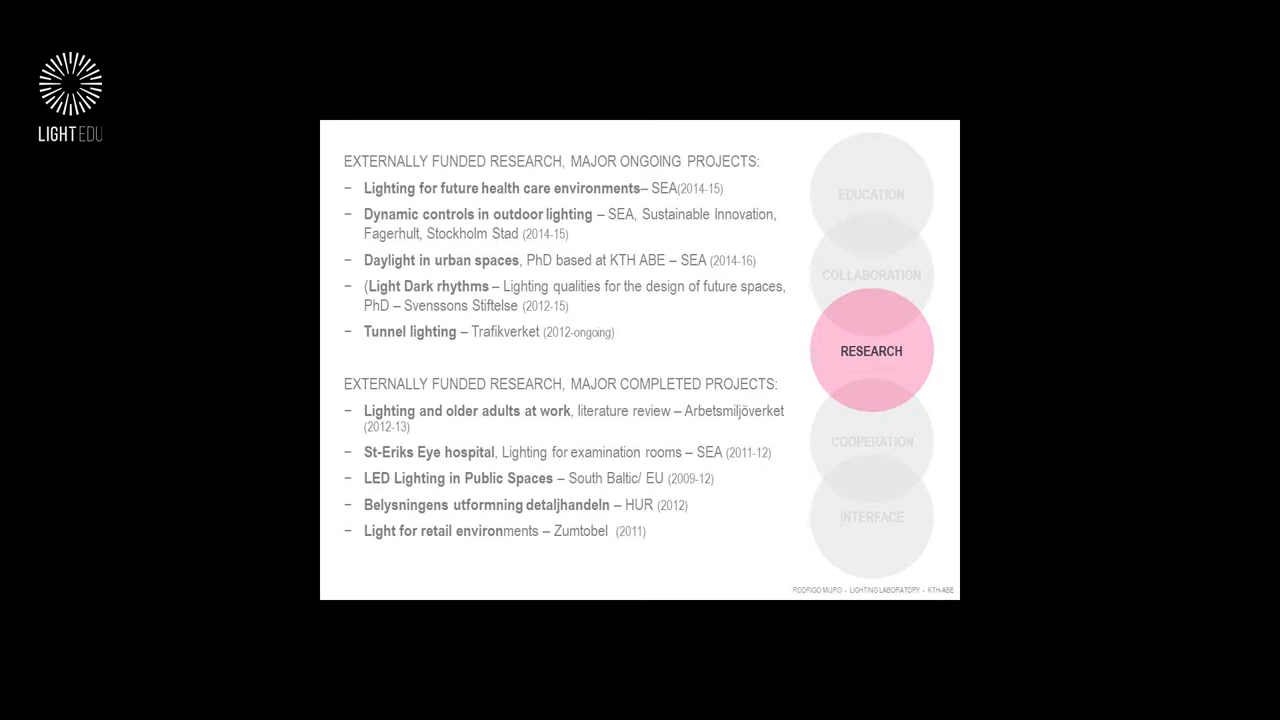 LIGHT EDU
EXTERNALLY FUNDED RESEARCH, MAJOR ONGOING PROJECTS:
– Lighting for future health care environments– SEA(2014-15)
– Dynamic controls in outdoor lighting – SEA, Sustainable Innovation,
Fagerhult, Stockholm Stad (2014-15)
– Daylight in urban spaces, PhD based at KTH ABE – SEA (2014-16)
– (Light Dark rhythms – Lighting qualities for the design of future spaces,
PhD – Svenssons Stiftelse (2012-15)
– Tunnel lighting – Trafikverket (2012-ongoing)
EXTERNALLY FUNDED RESEARCH, MAJOR COMPLETED PROJECTS:
– Lighting and older adults at work, literature review – Arbetsmiljöverket
(2012-13)
– St-Eriks Eye hospital, Lighting for examination rooms – SEA (2011-12)
– LED Lighting in Public Spaces – South Baltic/ EU (2009-12)
– Belysningens utformning detaljhandeln – HUR (2012)
– Light for retail environments – Zumtobel (2011)
EDUCATION
COLLABORATION
RESEARCH
COOPERATION
INTERFACE
RODRIGO MURO - LIGHTING LABORATORY - KTH-ABE